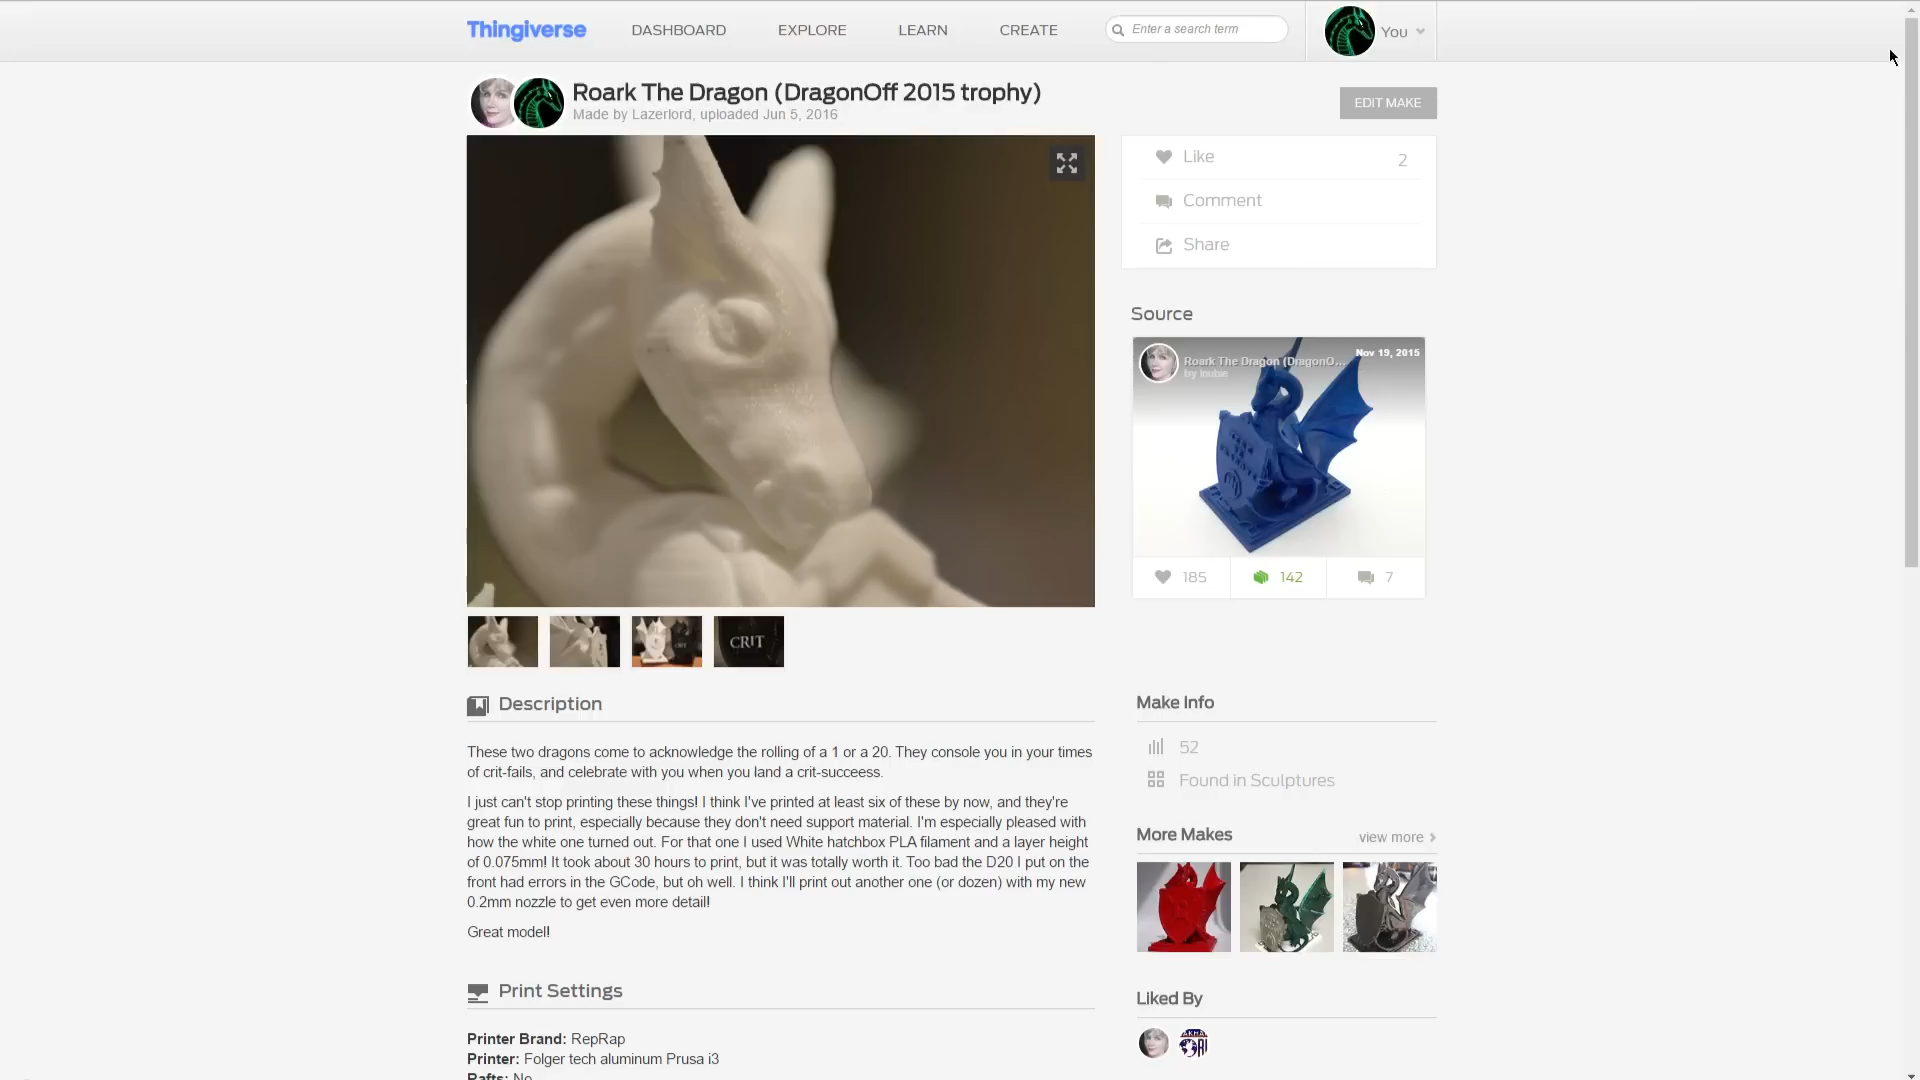 Thingiverse DASHBOARD EXPLORE LEARN CREATE Enter a search term You
Roark The Dragon (DragonOff 2015 trophy)
Made by Lazerlord, uploaded Jun 5, 2016
EDIT MAKE
Like 2
Comment
Share
Source
Nov 19, 2015
Roark The Dragon (DragonO...
by loubie
185 142 7
CRIT
Description
These two dragons come to acknowledge the rolling of a 1 or a 20. They console you in your times
of crit-fails, and celebrate with you when you land a crit-succeess.
I just can't stop printing these things! I think I've printed at least six of these by now, and they're
great fun to print, especially because they don't need support material. I'm especially pleased with
how the white one turned out. For that one I used White hatchbox PLA filament and a layer height
of 0.075mm! It took about 30 hours to print, but it was totally worth it. Too bad the D20 I put on the
front had errors in the GCode, but oh well. I think I'll print out another one (or dozen) with my new
0.2mm nozzle to get even more detail!
Great model!
Print Settings
Printer Brand: RepRap
Printer: Folger tech aluminum Prusa i3
Rafts: No
Make Info
52
Found in Sculptures
More Makes view more
Liked By